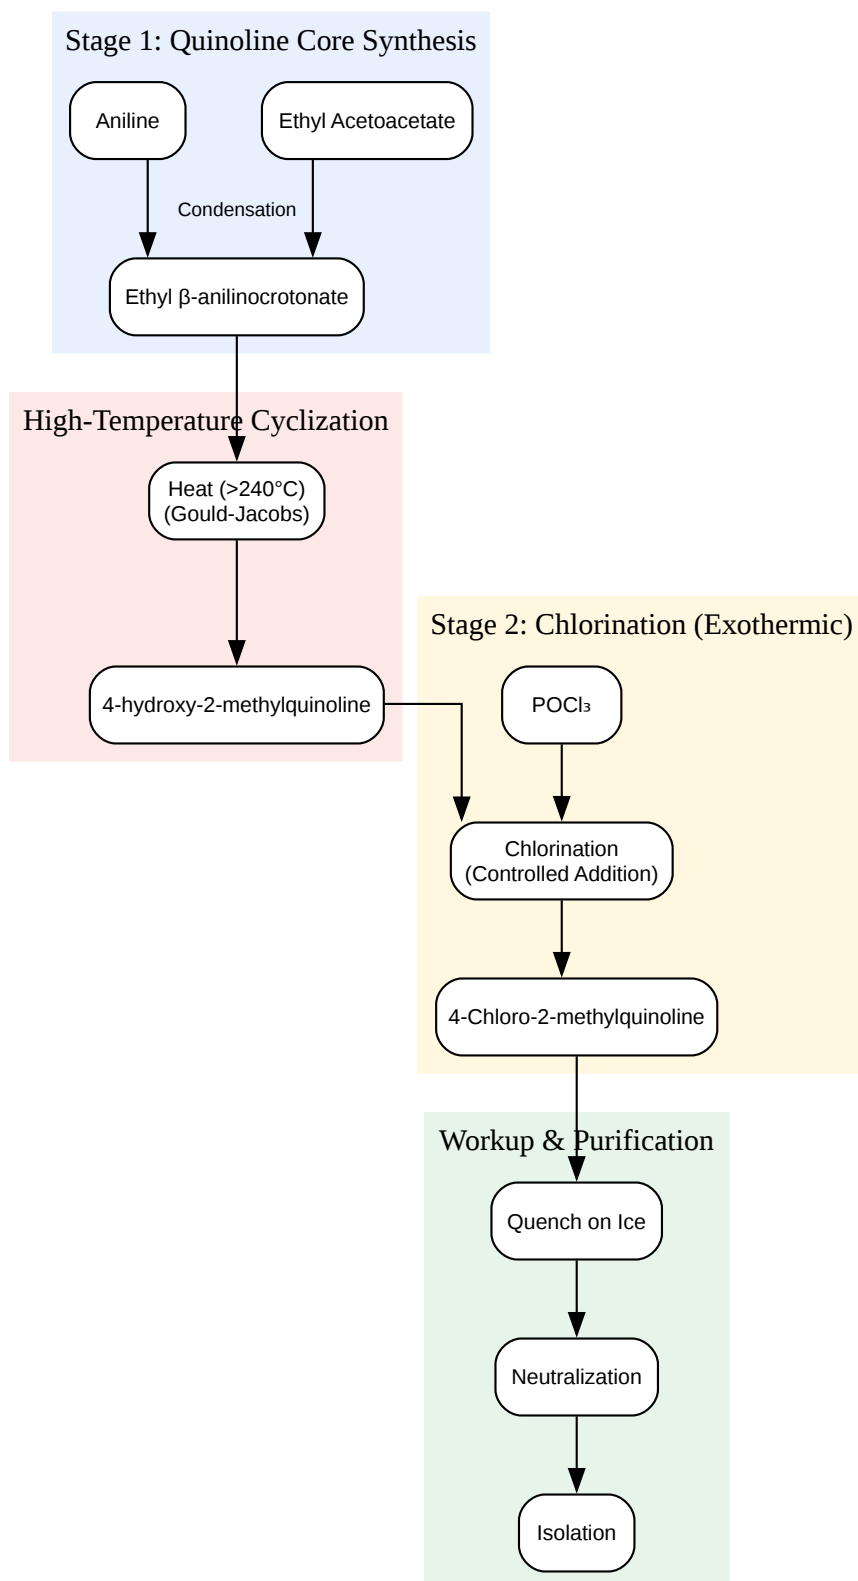 Stage 1: Quinoline Core Synthesis
Aniline
Ethyl Acetoacetate
Condensation
Ethyl β-anilinocrotonate
High-Temperature Cyclization
Heat (>240°C)
(Gould-Jacobs)
4-hydroxy-2-methylquinoline
Stage 2: Chlorination (Exothermic)
POCl₃
Chlorination
(Controlled Addition)
4-Chloro-2-methylquinoline
Workup & Purification
Quench on Ice
Neutralization
Isolation